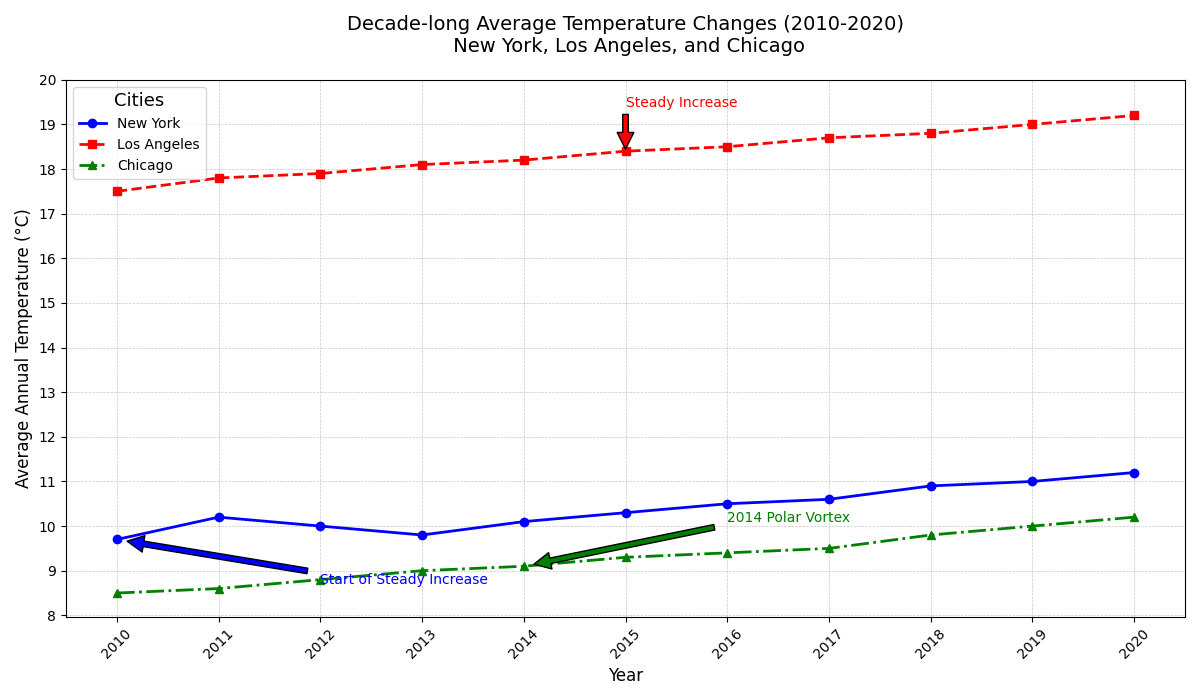 Decade-long Average Temperature Changes (2010-2020)
New York, Los Angeles, and Chicago
20
19
18
17
16
15
14
13
12
11
10
9
8
Average Annual Temperature (°C)
Cities
New York
Los Angeles
Chicago
Steady Increase
2014 Polar Vortex
Start of Steady Increase
2010
2011
2012
2013
2014
2015
2016
2017
2018
2019
2020
Year